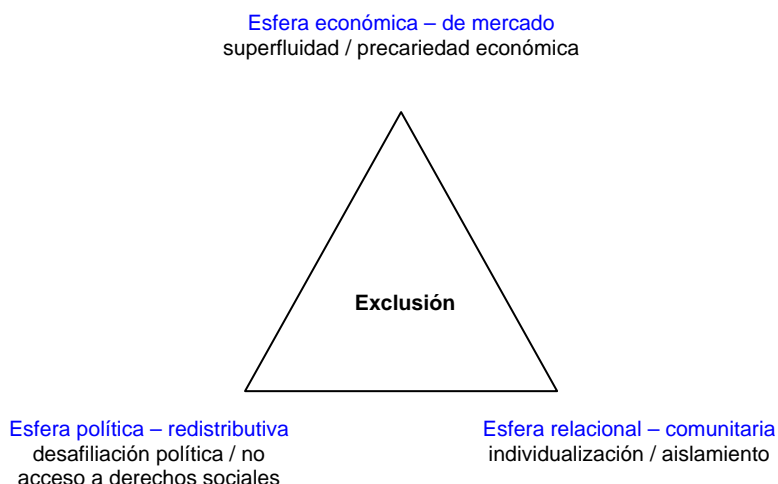 Esfera económica – de mercado
superfluidad / precariedad económica
Exclusión
Esfera política – redistributiva
desafiliación política / no
acceso a derechos sociales
Esfera relacional – comunitaria
individualización / aislamiento